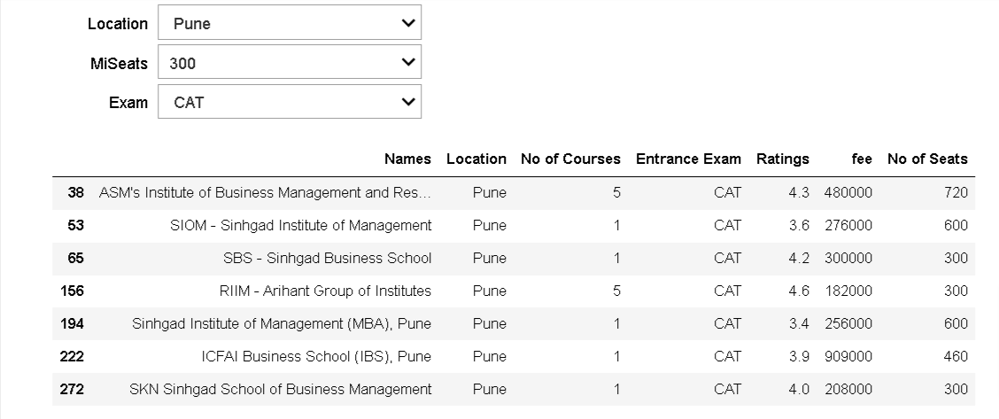 Location Pune
MiSeats 300
Exam CAT
Names Location No of Courses Entrance Exam Ratings fee No of Seats
38 ASM's Institute of Business Management and Res... Pune 5 CAT 4.3 480000 720
53 SIOM - Sinhgad Institute of Management Pune 1 CAT 3.6 276000 600
65 SBS - Sinhgad Business School Pune 1 CAT 4.2 300000 300
156 RIIM - Arihant Group of Institutes Pune 5 CAT 4.6 182000 300
194 Sinhgad Institute of Management (MBA), Pune Pune 1 CAT 3.4 256000 600
222 ICFAI Business School (IBS), Pune Pune 1 CAT 3.9 909000 460
272 SKN Sinhgad School of Business Management Pune 1 CAT 4.0 208000 300